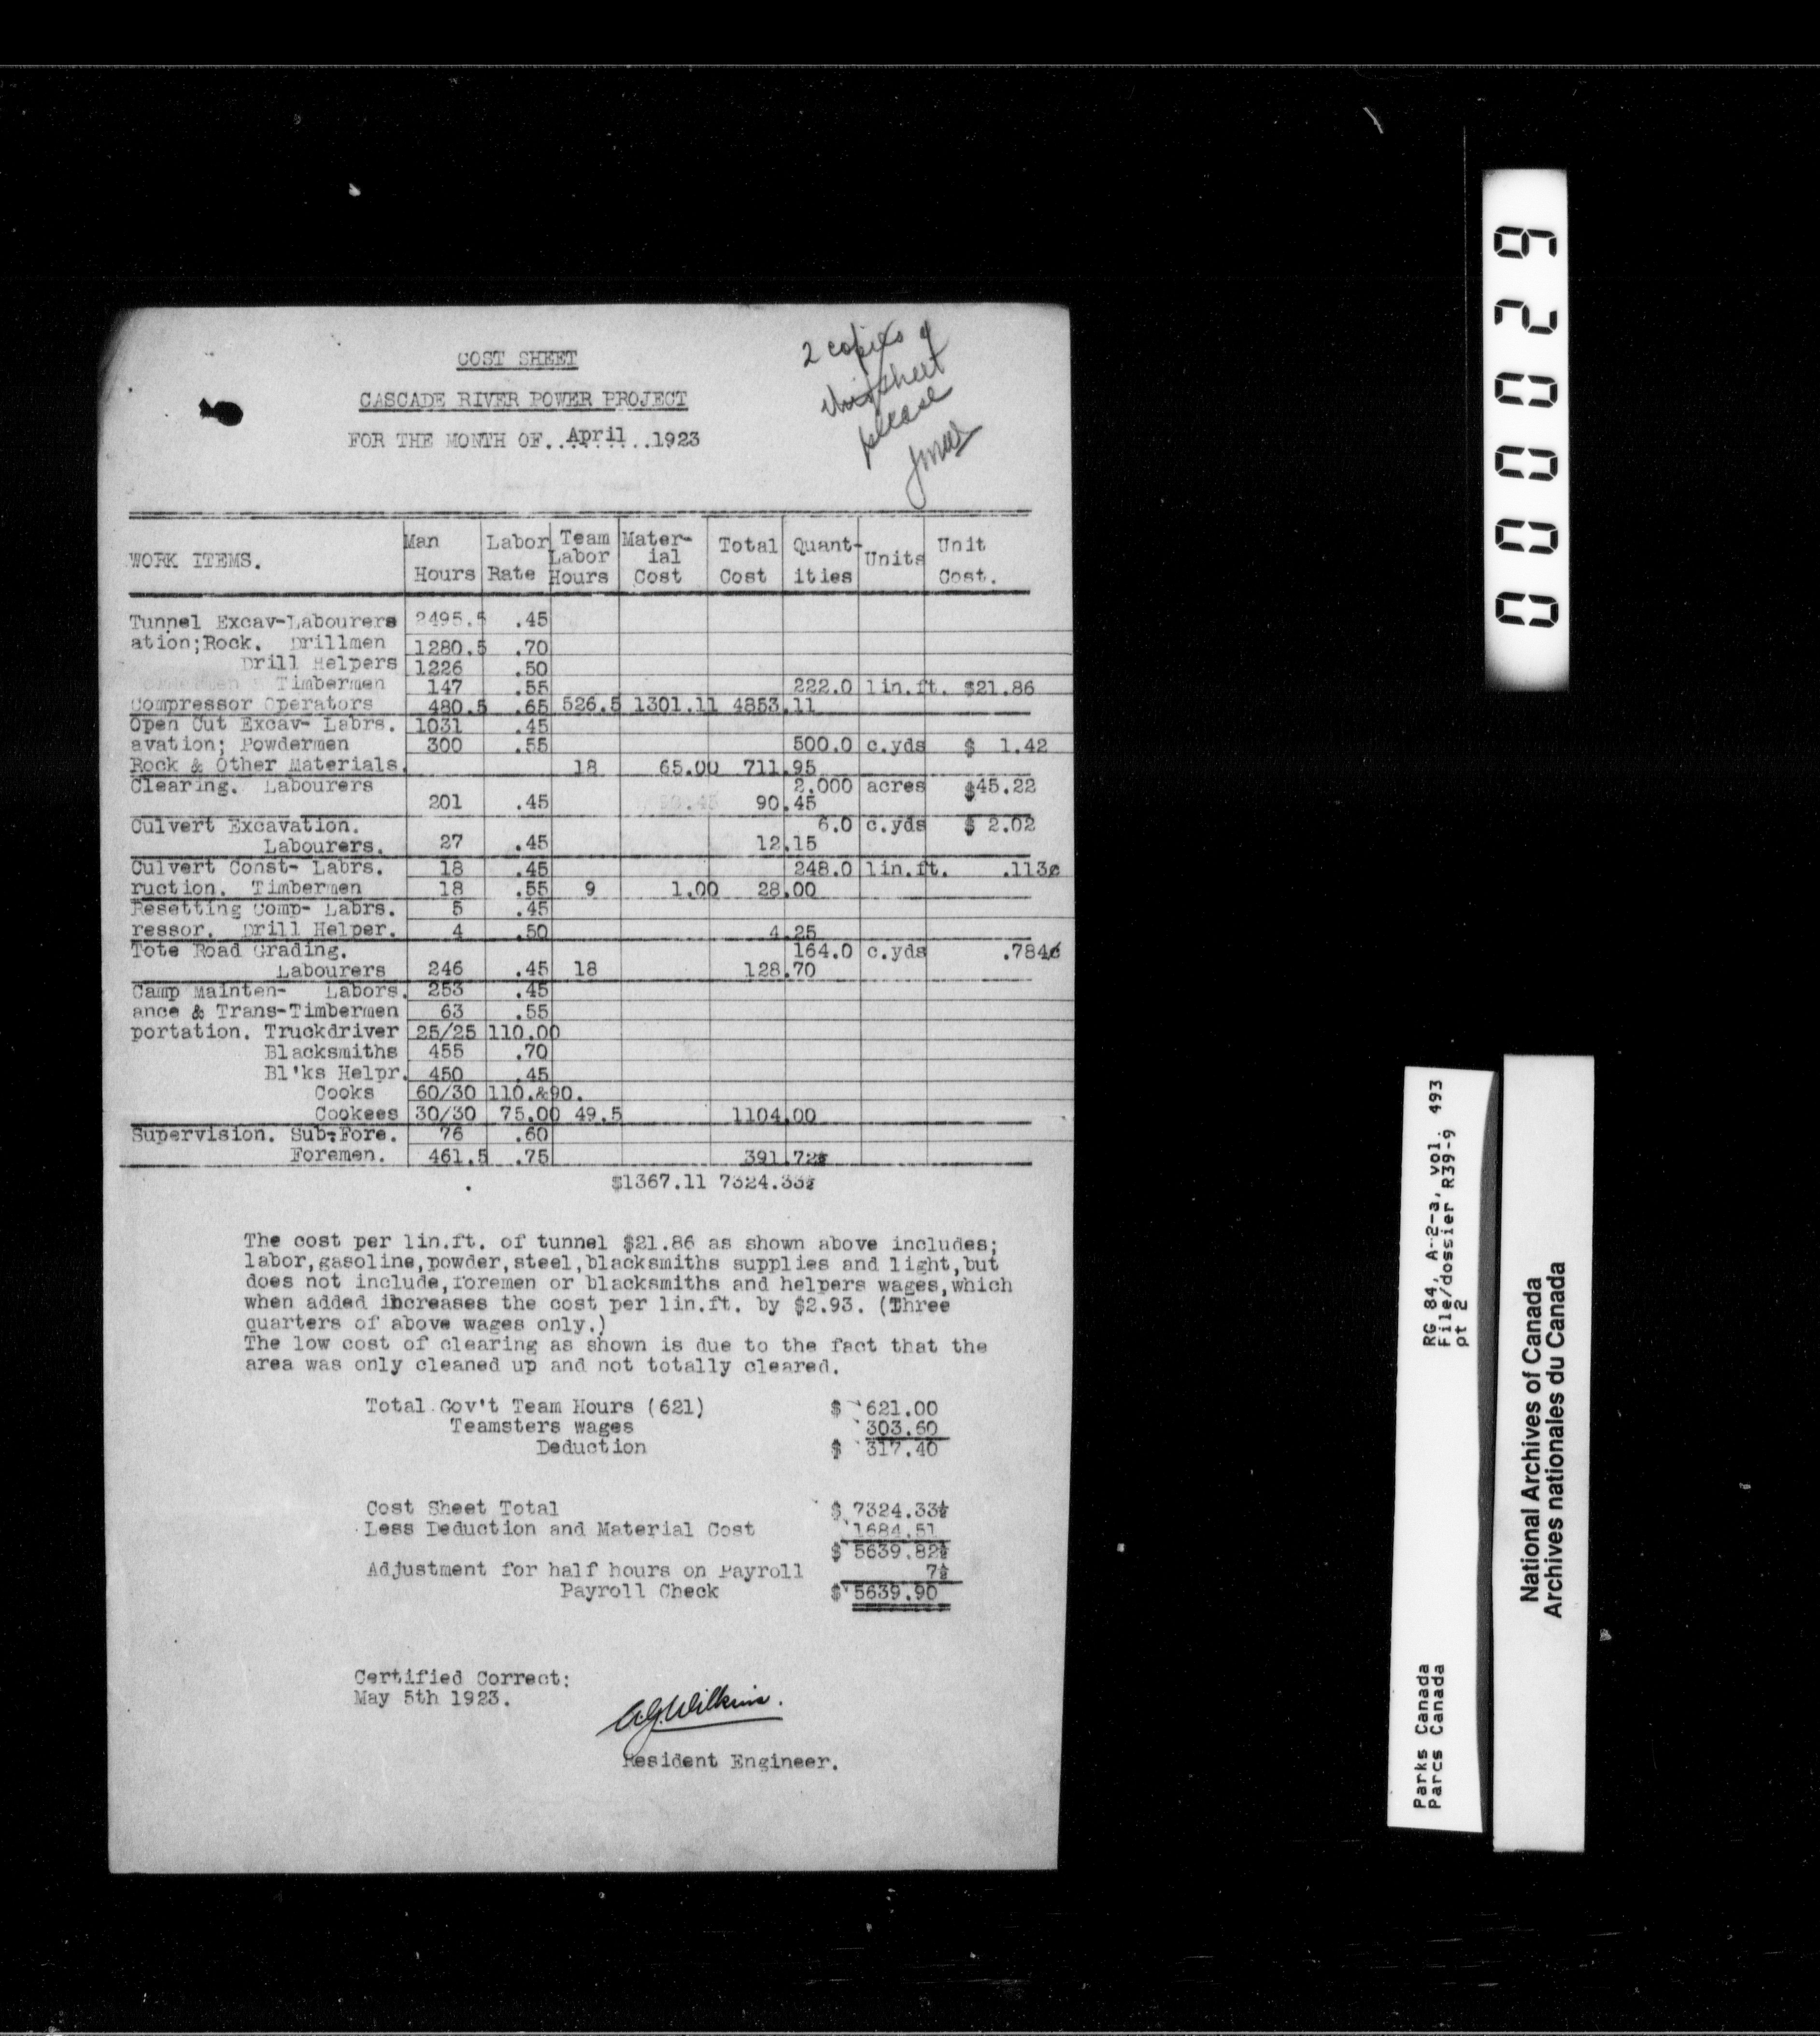 COST SHEET
CASCADE RIVER POWER PROJECT
FOR THE MONTH OF..April...1923
2 copies of
this sheet
please
WORK ITEMS. Man Hours Labor Rate Team Labor Hours Mater-ial Cost Total Cost Quant-ities Units Unit Cost.
Tunnel Excav-Labourers 2495.5 .45
ation;Rock. Drillmen 1280.5 .70
Drill Helpers 1226 .50
Timbermen 147 .55 222.0 lin.ft. $21.86
Compressor Operators 480.5 .65 526.5 1301.11 4853.11
Open Cut Excav- Labrs. 1031 .45
avation; Powdermen 300 .55 500.0 c.yds $ 1.42
Rock & Other Materials. 18 65.00 711.95
Clearing. Labourers 2.000 acres $45.22
201 .45 90.45
Culvert Excavation. 6.0 c.yds $ 2.02
Labourers. 27 .45 12.15
Culvert Const- Labrs. 18 .45 248.0 lin.ft. .113¢
ruction. Timbermen 18 .55 9 1.00 28.00
Resetting Comp- Labrs. 5 .45
ressor. Drill Helper. 4 .50 4.25
Tote Road Grading. 164.0 c.yds .784¢
Labourers 246 .45 18 128.70
Camp Mainten- Labors. 253 .45
ance & Trans-Timbermen 63 .55
portation. Truckdriver 25/25 110.00
Blacksmiths 455 .70
Bl'ks Helpr. 450 .45
Cooks 60/30 110.&90.
Cookees 30/30 75.00 49.5 1104.00
Supervision. Sub-Fore. 76 .60
Foremen. 461.5 .75 391.72½
$1367.11 7324.33½
The cost per lin.ft. of tunnel $21.86 as shown above includes;
labor,gasoline,powder,steel,blacksmiths supplies and light,but
does not include,foremen or blacksmiths and helpers wages,which
when added increases the cost per lin.ft. by $2.93. (Three
quarters of above wages only.)
The low cost of clearing as shown is due to the fact that the
area was only cleaned up and not totally cleared.
Total Gov't Team Hours (621) $ 621.00
Teamsters wages 303.60
Deduction $ 317.40
Cost Sheet Total $ 7324.33½
Less Deduction and Material Cost 1684.51
$ 5639.82½
Adjustment for half hours on Payroll 7½
Payroll Check $ 5639.90
Certified Correct:
May 5th 1923.
A.G. Wilkins.
Resident Engineer.
000029
RG 84, A-2-a, vol. 493
File/dossier R39-9
pt 2
Parks Canada
Parcs Canada
National Archives of Canada
Archives nationales du Canada